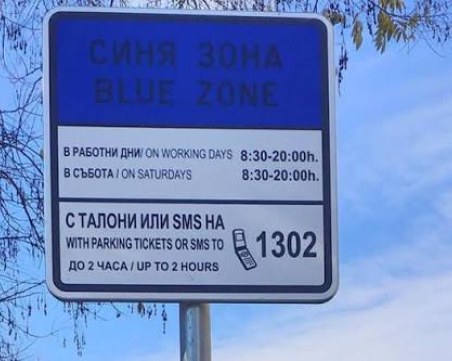 СИНЯ ЗОНА
BLUE ZONE
В РАБОТНИ ДНИ/ ON WORKING DAYS 8:30-20:00h.
В СЪБОТА / ON SATURDAYS 8:30-20:00h.
С ТАЛОНИ ИЛИ SMS НА
WITH PARKING TICKETS OR SMS TO 1302
ДО 2 ЧАСА / UP TO 2 HOURS